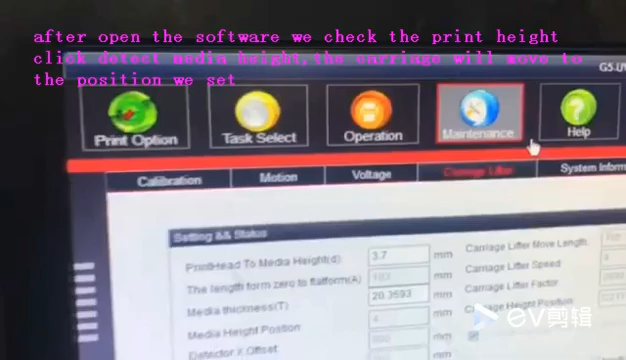 after open the software we check the print height
click detect media height,the carriage will move to
the position we set
G5-UV
Print Option
Task Select
Operation
Maintenance
Help
Calibration
Motion
Voltage
Carriage Lifter
System Inform
Setting && Status
PrintHead To Media Height(d)
3.7
mm
Carriage Lifter Move Length
The length form zero to flatform(A)
mm
Carriage Lifter Speed
Media thickness(T)
20.3593
mm
Carriage Lifter Factor
Media Height Postion
4
mm
Carriage Height Position
Detector X Offset
mm
eV剪辑